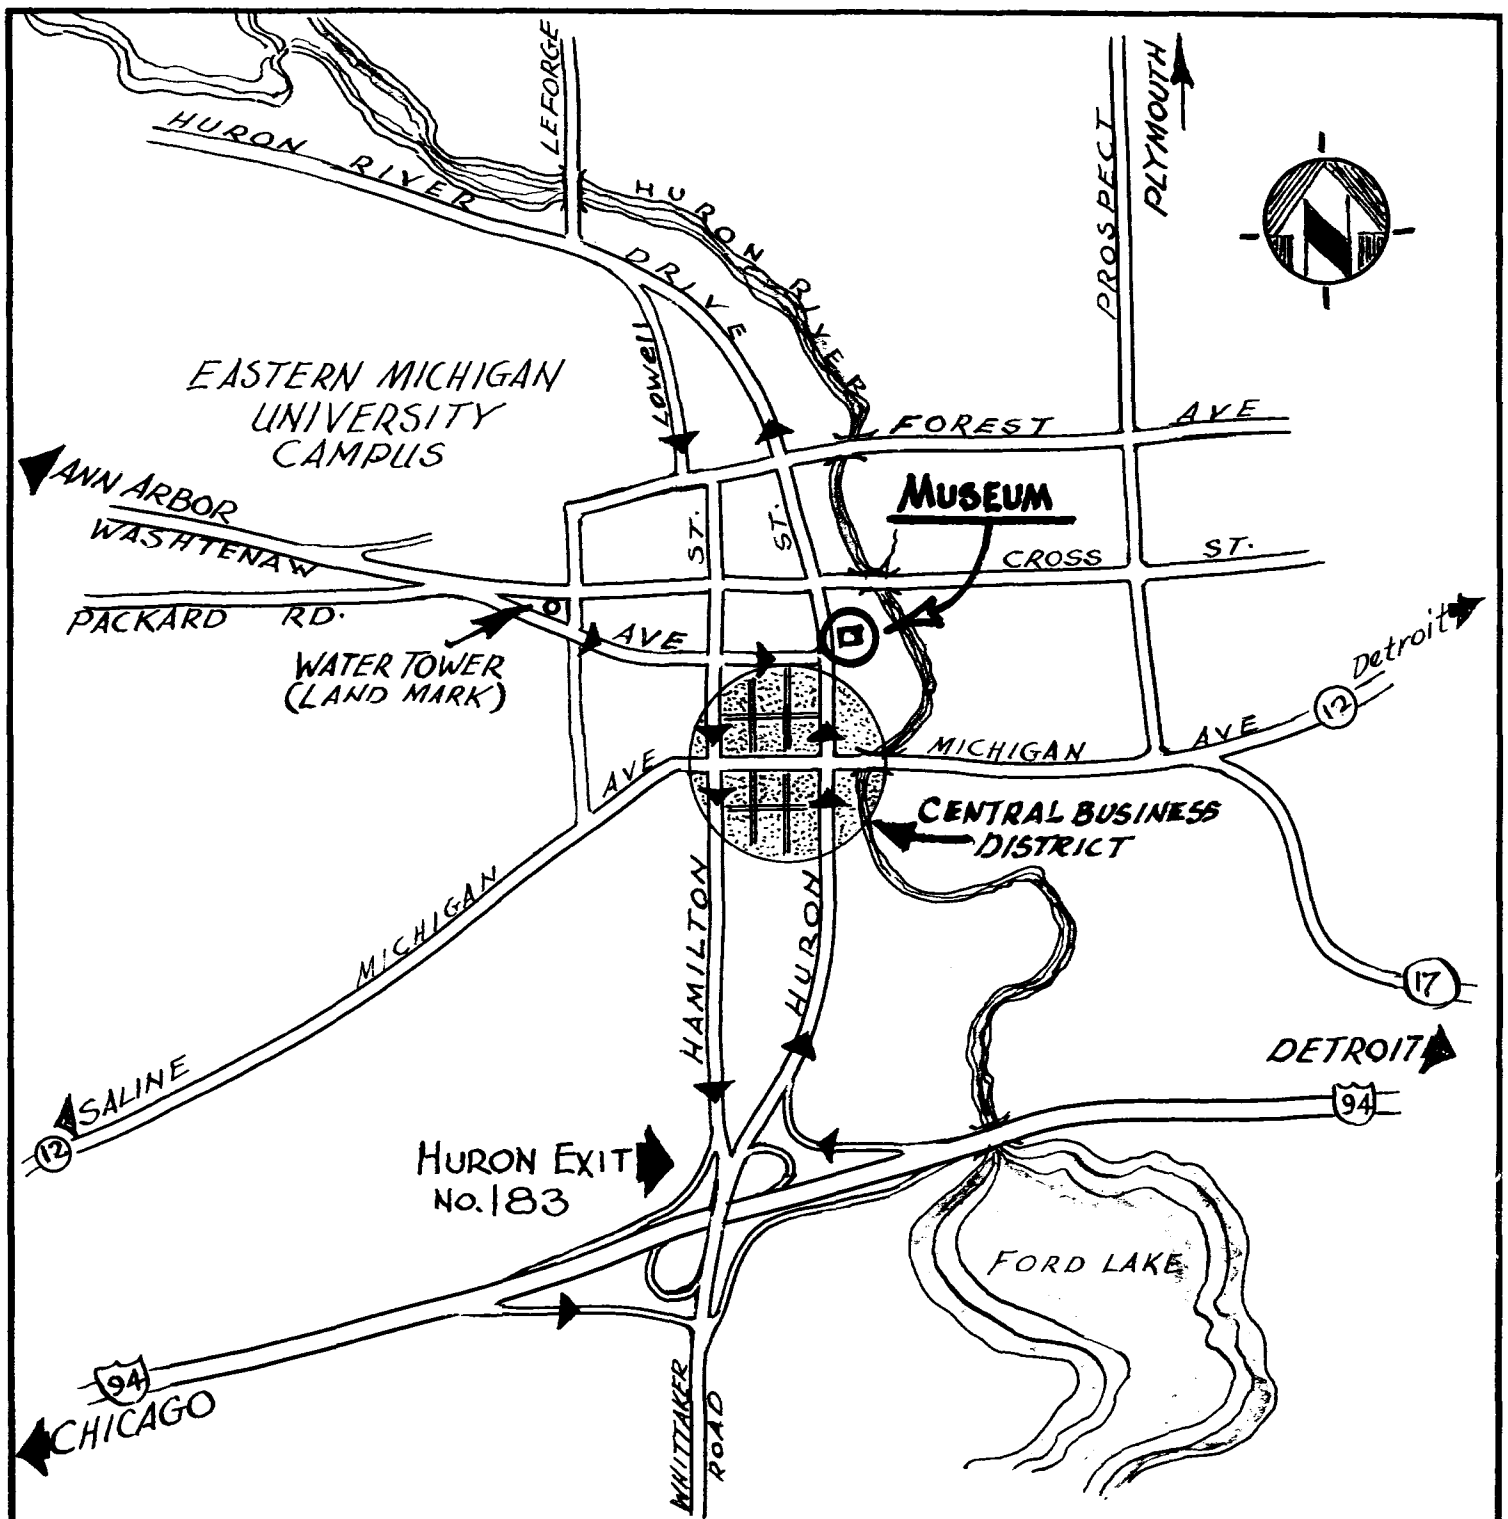 LEFORGE
PROSPECT
PLYMOUTH
HURON RIVER DRIVE
HURON RIVER
N
Lowell
EASTERN MICHIGAN
UNIVERSITY
CAMPUS
FOREST AVE
ANN ARBOR
WASHTENAW AVE
MUSEUM
ST.
ST.
CROSS ST.
PACKARD RD.
WATER TOWER
(LAND MARK)
Detroit
12
MICHIGAN AVE
MICHIGAN AVE
CENTRAL BUSINESS
DISTRICT
HAMILTON
HURON
17
SALINE
12
DETROIT
94
HURON EXIT
NO. 183
FORD LAKE
94
CHICAGO
WHITTAKER
ROAD